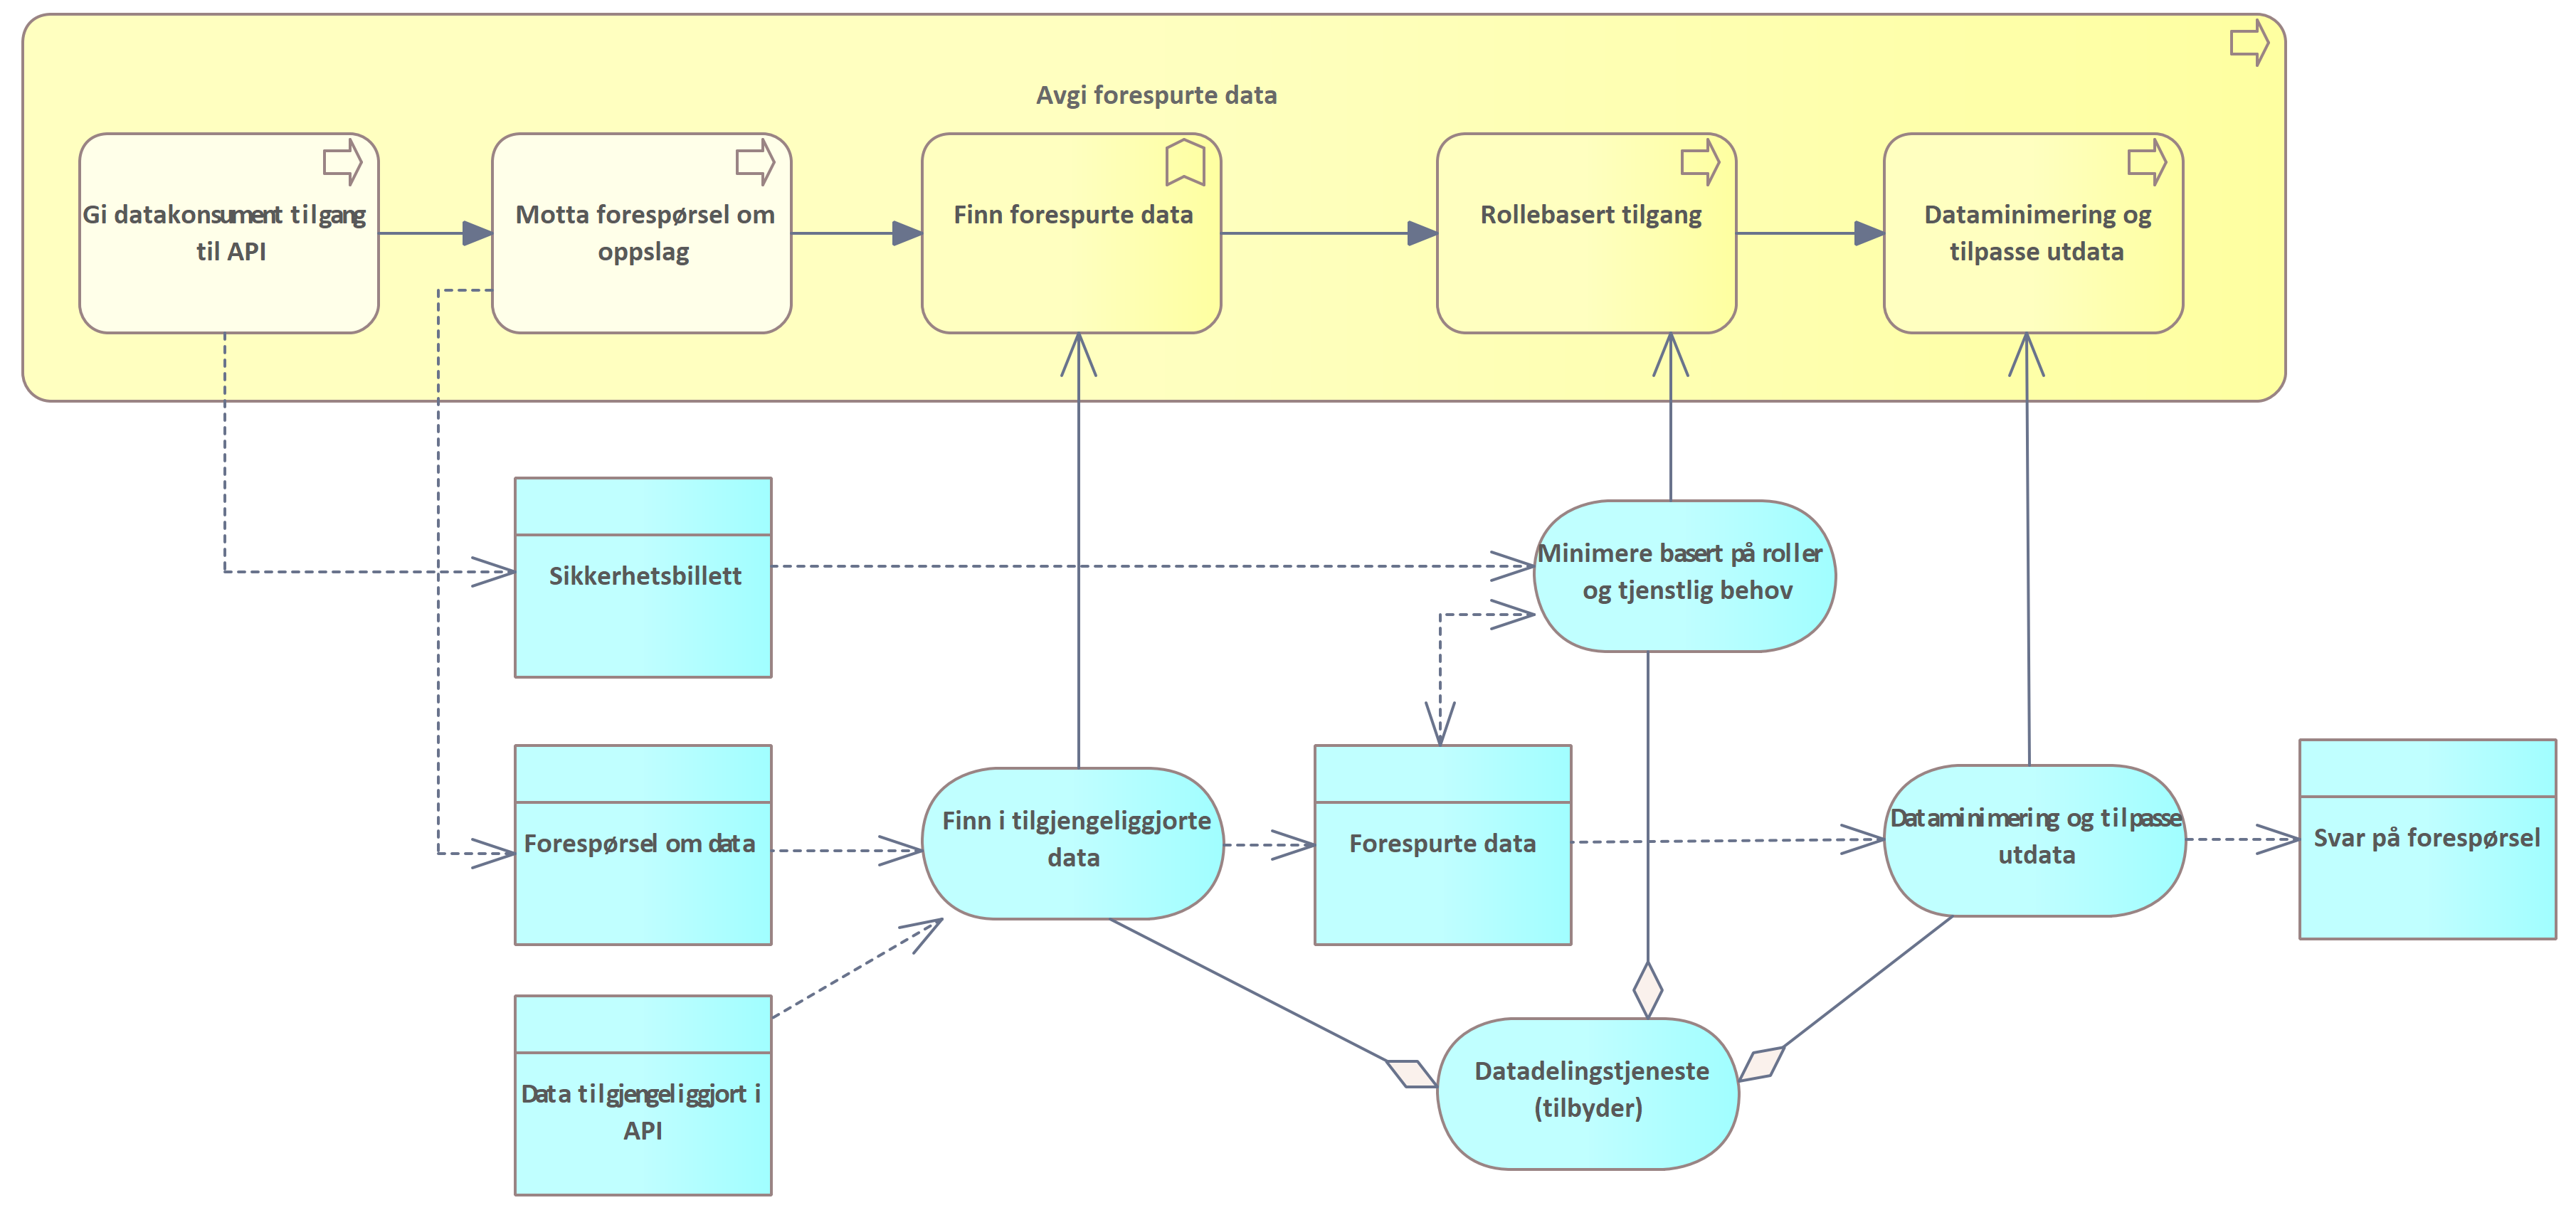 Avgi forespurte data
Gi datakonsument tilgang
til API
Motta forespørsel om
oppslag
Finn forespurte data
Rollebasert tilgang
Dataminimering og
tilpasse utdata
Sikkerhetsbillett
Minimere basert på roller
og tjenstlig behov
Forespørsel om data
Finn i tilgjengeliggjorte
data
Forespurte data
Dataminimering og tilpasse
utdata
Svar på forespørsel
Data tilgjengeliggjort i
API
Datadelingstjeneste
(tilbyder)